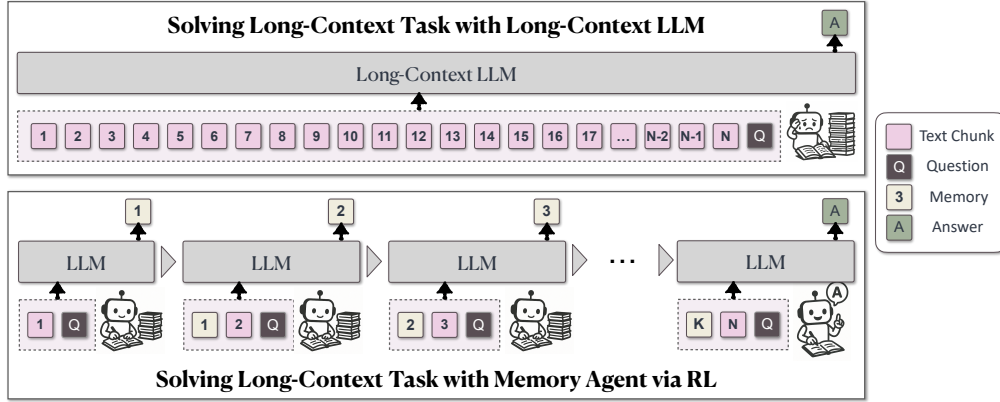 Solving Long-Context Task with Long-Context LLM
A
Long-Context LLM
1 2 3 4 5 6 7 8 9 10 11 12 13 14 15 16 17 ... N-2 N-1 N Q
Text Chunk
Q Question
3 Memory
A Answer
1 2 3 A
LLM LLM LLM ... LLM
1 Q 1 2 Q 2 3 Q K N Q A
Solving Long-Context Task with Memory Agent via RL